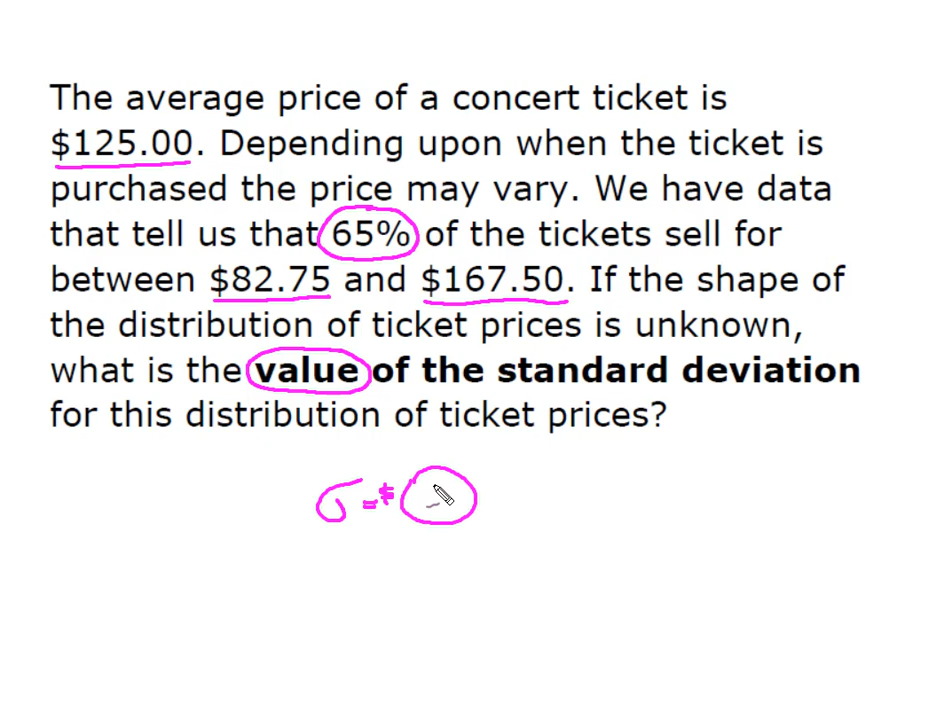 The average price of a concert ticket is
$125.00. Depending upon when the ticket is
purchased the price may vary. We have data
that tell us that 65% of the tickets sell for
between $82.75 and $167.50. If the shape of
the distribution of ticket prices is unknown,
what is the value of the standard deviation
for this distribution of ticket prices?
σ = $